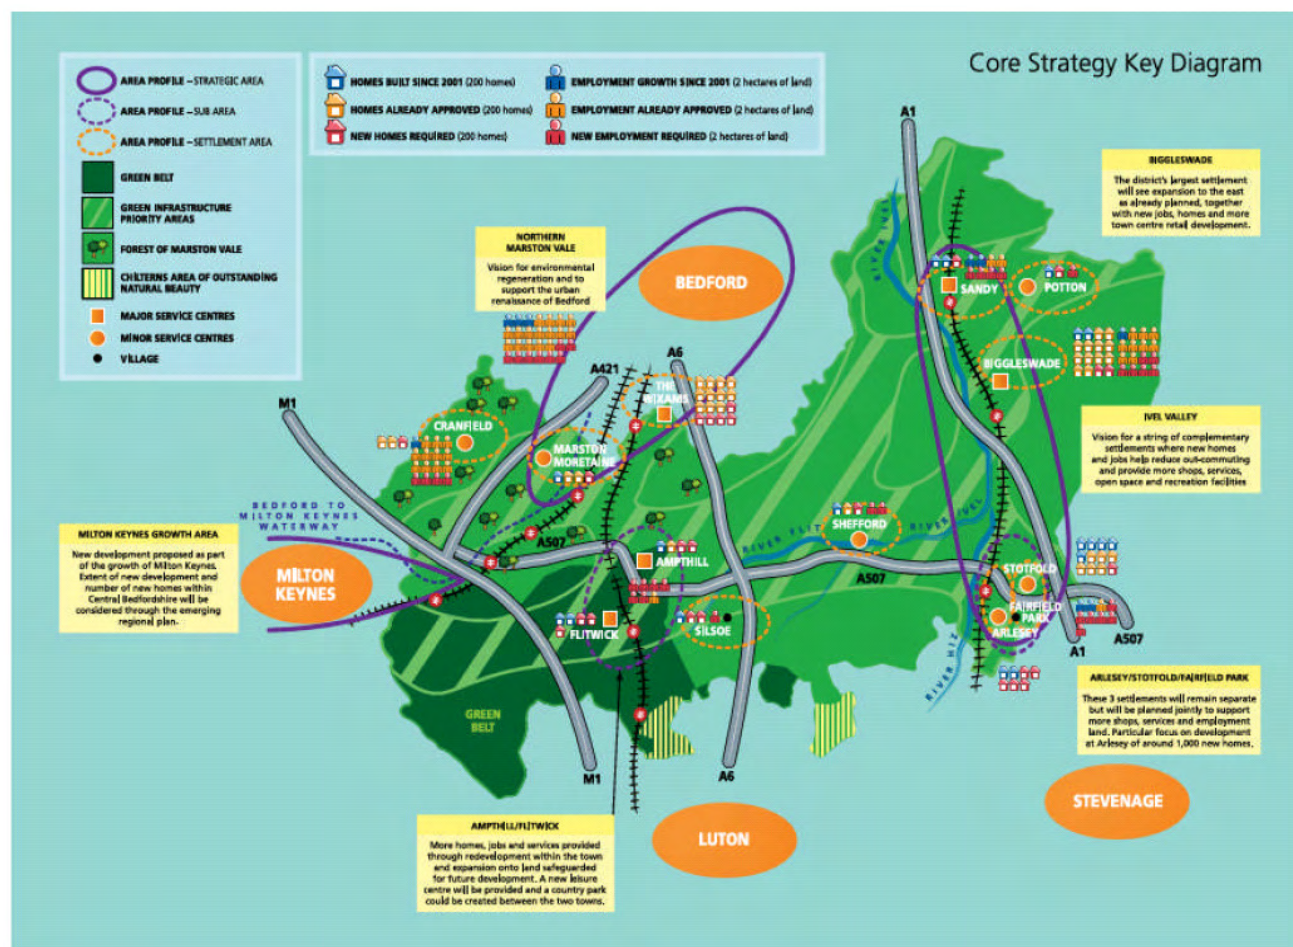 Core Strategy Key Diagram
AREA PROFILE – STRATEGIC AREA
AREA PROFILE – SUB AREA
AREA PROFILE – SETTLEMENT AREA
GREEN BELT
GREEN INFRASTRUCTURE
PRIORITY AREAS
FOREST OF MARSTON VALE
CHILTERNS AREA OF OUTSTANDING
NATURAL BEAUTY
MAJOR SERVICE CENTRES
MINOR SERVICE CENTRES
VILLAGE
HOMES BUILT SINCE 2001 (200 homes)
HOMES ALREADY APPROVED (200 homes)
NEW HOMES REQUIRED (200 homes)
EMPLOYMENT GROWTH SINCE 2001 (2 hectares of land)
EMPLOYMENT ALREADY APPROVED (2 hectares of land)
NEW EMPLOYMENT REQUIRED (2 hectares of land)
A1
BIGGLESWADE
The district's largest settlement
will see expansion to the east
as already planned, together
with new jobs, homes and more
town centre retail development.
NORTHERN
MARSTON VALE
Vision for environmental
regeneration and to
support the urban
renaissance of Bedford
BEDFORD
RIVER IVEL
SANDY
POTTON
BIGGLESWADE
A6
A421
THE
WIXAMS
M1
CRANFIELD
MARSTON
MORETAINE
IVEL VALLEY
Vision for a string of complementary
settlements where new homes
and jobs help reduce out-commuting
and provide more shops, services,
open space and recreation facilities
BEDFORD TO
MILTON KEYNES
WATERWAY
MILTON KEYNES GROWTH AREA
New development proposed as part
of the growth of Milton Keynes.
Extent of new development and
number of new homes within
Central Bedfordshire will be
considered through the emerging
regional plan.
MILTON
KEYNES
A507
AMPTHILL
FLITWICK
SILSOE
RIVER FLIT
SHEFFORD
RIVER IVEL
A507
STOTFOLD
FAIRFIELD
PARK
ARLESEY
RIVER HIZ
A1
A507
GREEN
BELT
M1
A6
ARLESEY/STOTFOLD/FAIRFIELD PARK
These 3 settlements will remain separate
but will be planned jointly to support
more shops, services and employment
land. Particular focus on development
at Arlesey of around 1,000 new homes.
STEVENAGE
AMPTHILL/FLITWICK
More homes, jobs and services provided
through redevelopment within the town
and expansion onto land safeguarded
for future development. A new leisure
centre will be provided and a country park
could be created between the two towns.
LUTON